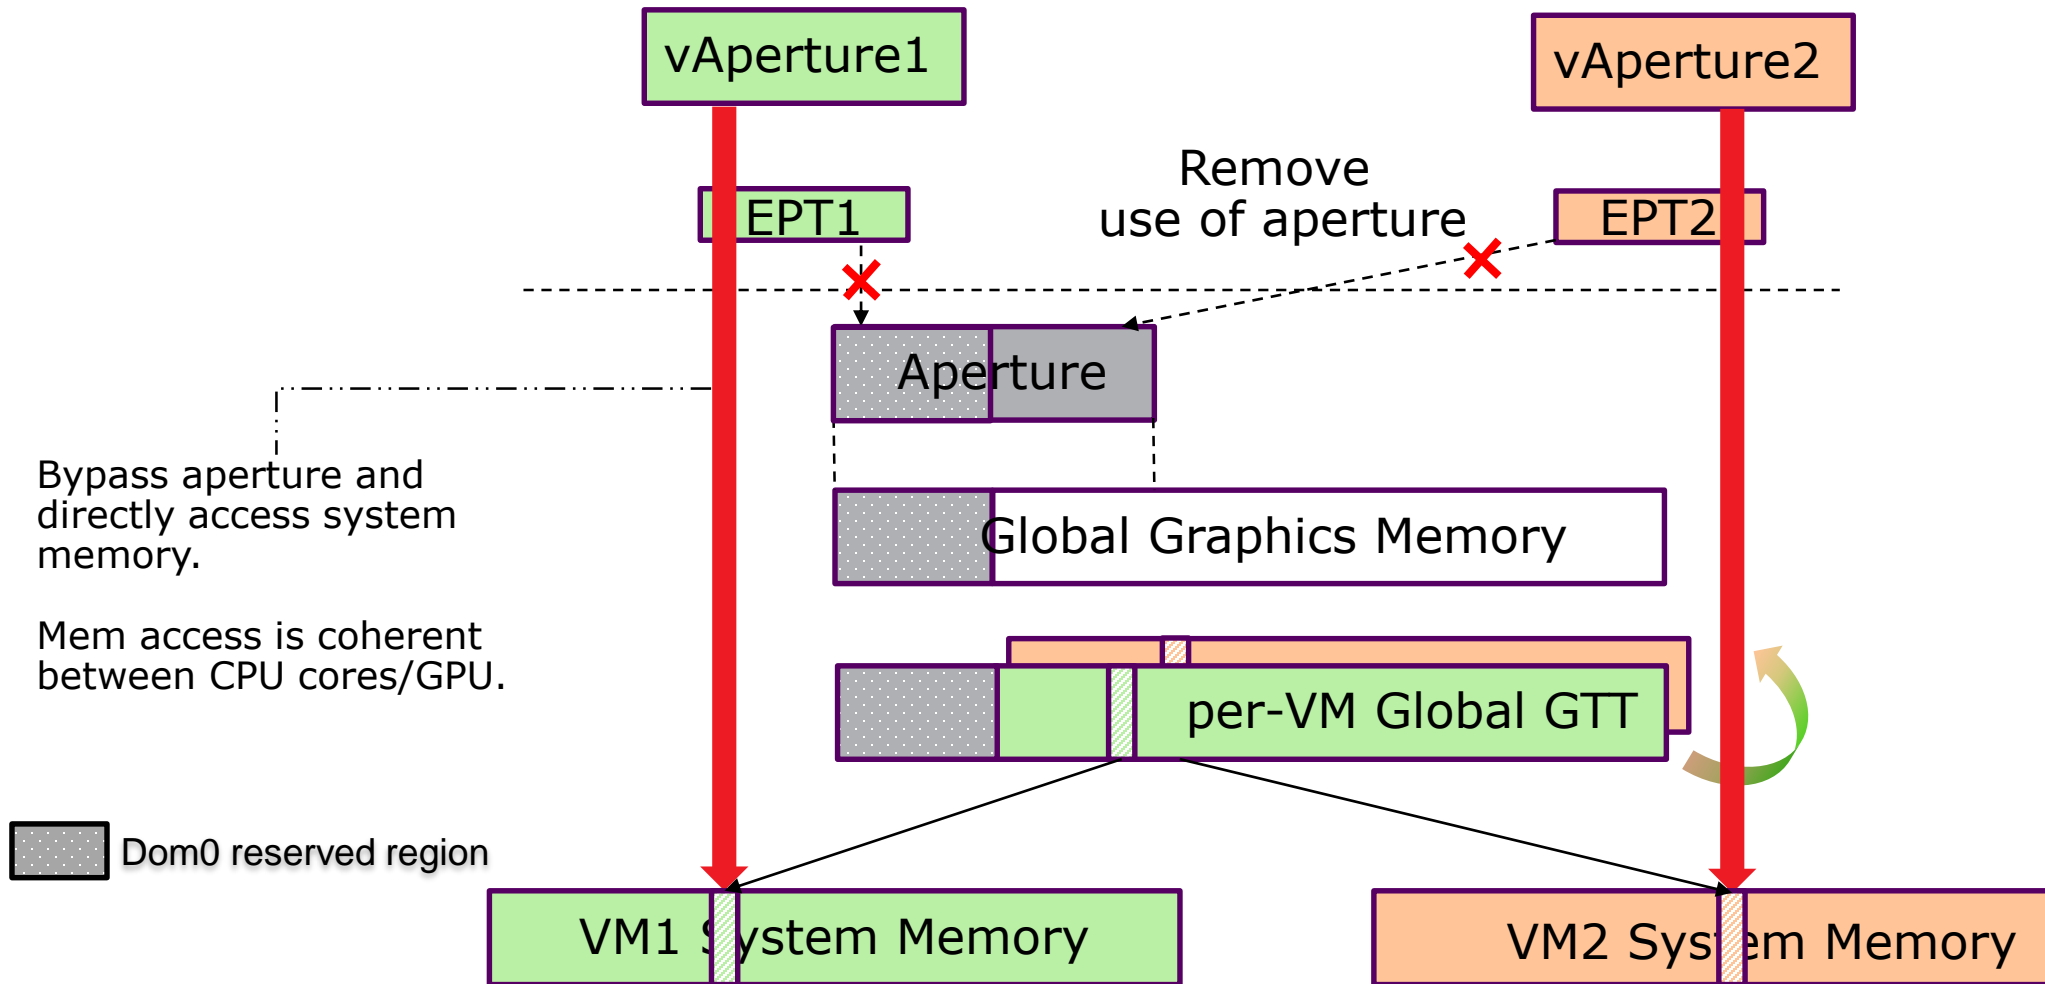 vAperture1
vAperture2
Remove
use of aperture
EPT1
EPT2
Aperture
Bypass aperture and
directly access system
memory.
Global Graphics Memory
Mem access is coherent
between CPU cores/GPU.
per-VM Global GTT
Dom0 reserved region
VM1 System Memory
VM2 System Memory